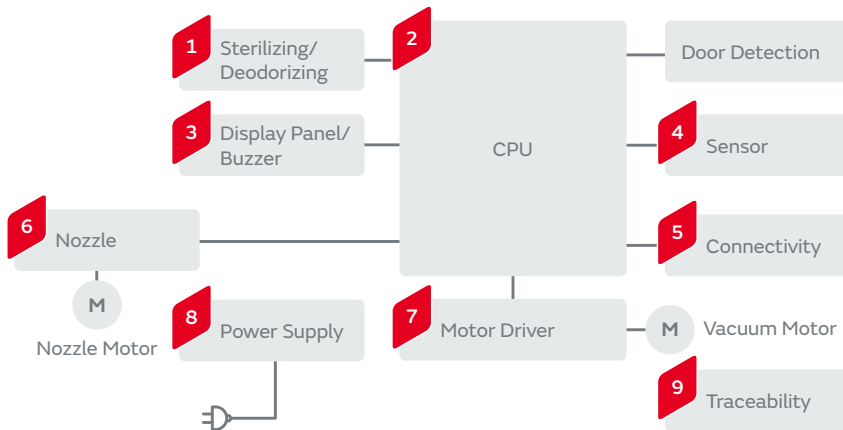 1
Sterilizing/
Deodorizing
2
CPU
Door Detection
3
Display Panel/
Buzzer
4
Sensor
6
Nozzle
5
Connectivity
M
Nozzle Motor
8
Power Supply
7
Motor Driver
M
Vacuum Motor
9
Traceability